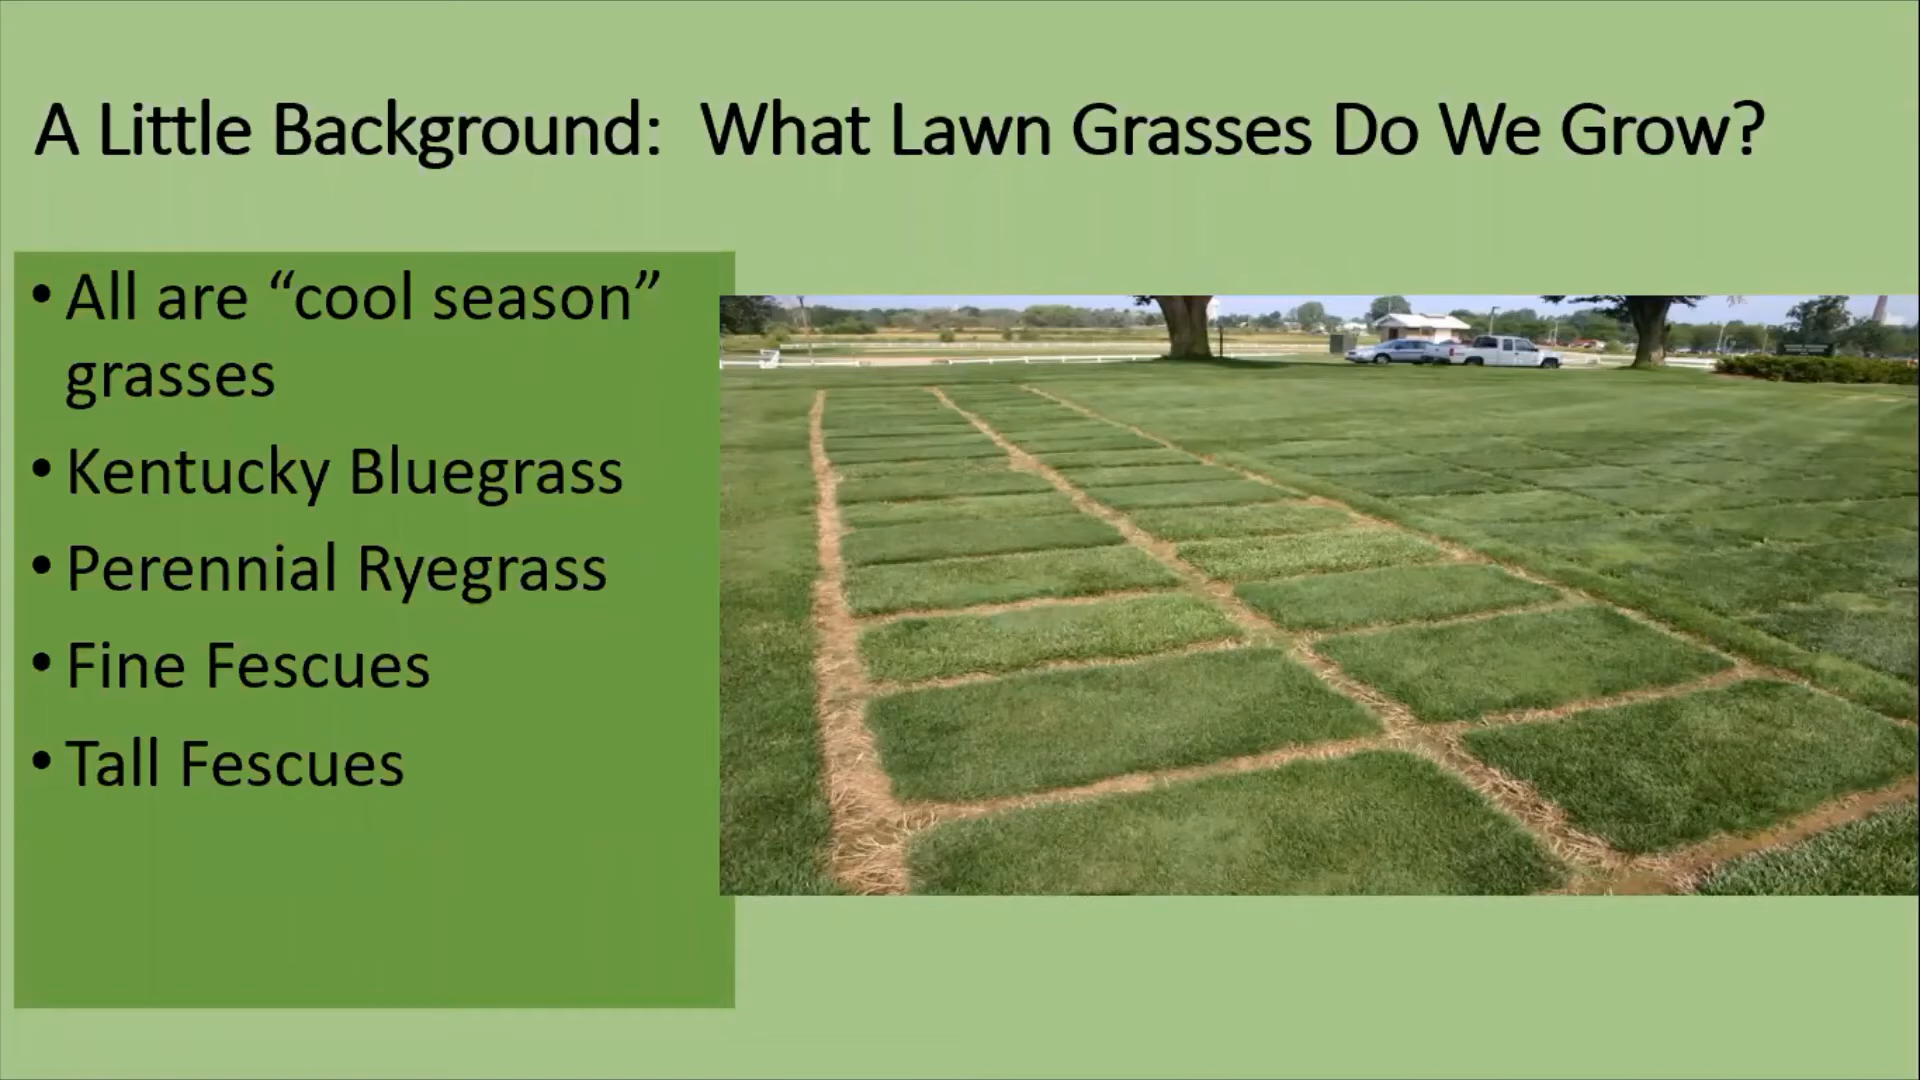 A Little Background:  What Lawn Grasses Do We Grow?
• All are “cool season”
grasses
• Kentucky Bluegrass
• Perennial Ryegrass
• Fine Fescues
• Tall Fescues